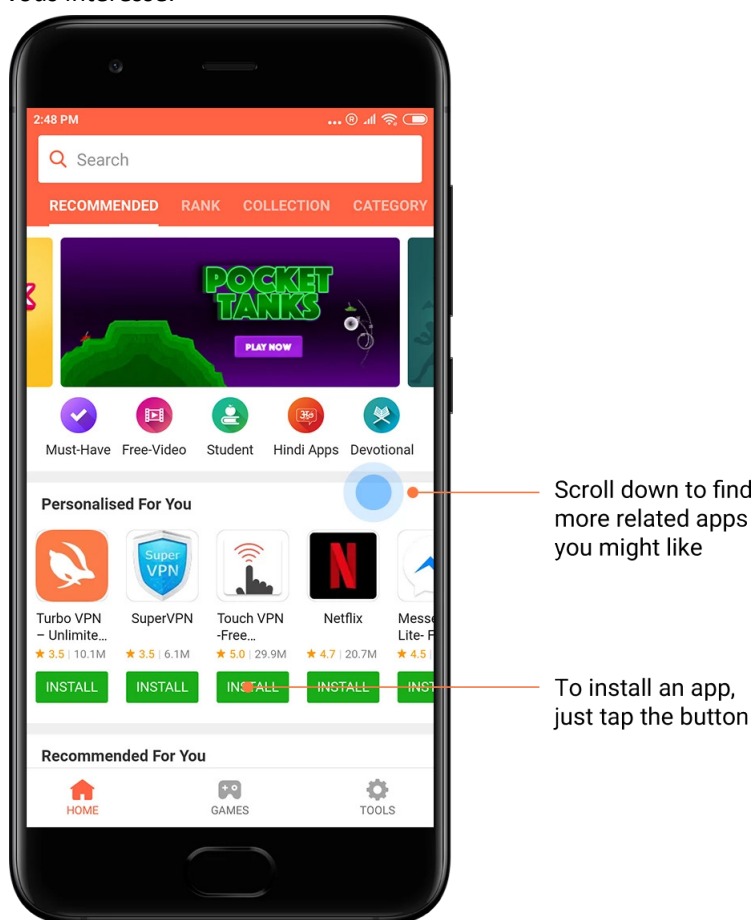 2:48 PM
Search
RECOMMENDED RANK COLLECTION CATEGORY
POCKET
TANKS
PLAY NOW
Must-Have Free-Video Student Hindi Apps Devotional
Personalised For You
Super
VPN
Turbo VPN
– Unlimite...
★ 3.5 | 10.1M
INSTALL
SuperVPN
★ 3.5 | 6.1M
INSTALL
Touch VPN
-Free...
★ 5.0 | 29.9M
INSTALL
Netflix
★ 4.7 | 20.7M
INSTALL
Lite-
★ 4.5 |
Recommended For You
HOME GAMES TOOLS
Scroll down to find
more related apps
you might like
To install an app,
just tap the button